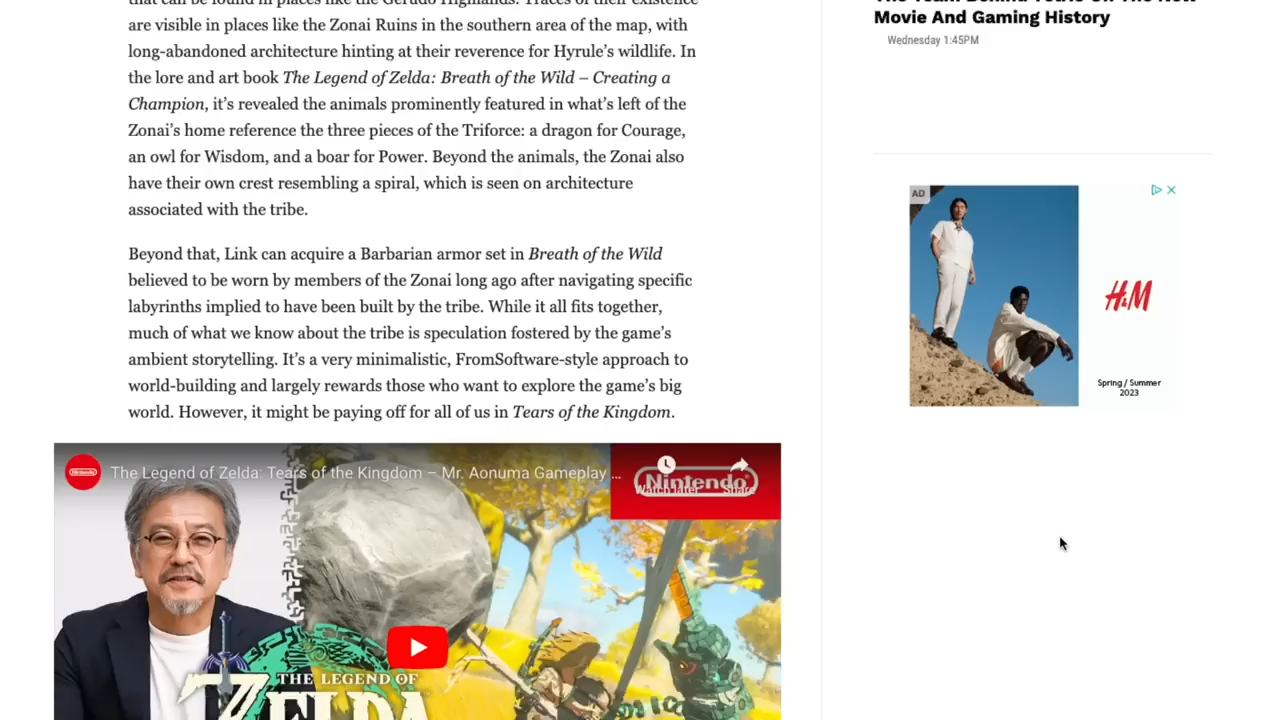 that can be found in places like the Gerudo Highlands. Traces of their existence
are visible in places like the Zonai Ruins in the southern area of the map, with
long-abandoned architecture hinting at their reverence for Hyrule’s wildlife. In
the lore and art book The Legend of Zelda: Breath of the Wild – Creating a
Champion, it’s revealed the animals prominently featured in what’s left of the
Zonai’s home reference the three pieces of the Triforce: a dragon for Courage,
an owl for Wisdom, and a boar for Power. Beyond the animals, the Zonai also
have their own crest resembling a spiral, which is seen on architecture
associated with the tribe.
Beyond that, Link can acquire a Barbarian armor set in Breath of the Wild
believed to be worn by members of the Zonai long ago after navigating specific
labyrinths implied to have been built by the tribe. While it all fits together,
much of what we know about the tribe is speculation fostered by the game’s
ambient storytelling. It’s a very minimalistic, FromSoftware-style approach to
world-building and largely rewards those who want to explore the game’s big
world. However, it might be paying off for all of us in Tears of the Kingdom.
Nintendo
The Legend of Zelda: Tears of the Kingdom – Mr. Aonuma Gameplay ...
Nintendo
Watch later
Share
THE LEGEND OF
ZELDA
The Team Behind Tetris On The New
Movie And Gaming History
Wednesday 1:45PM
AD
H&M
Spring / Summer
2023